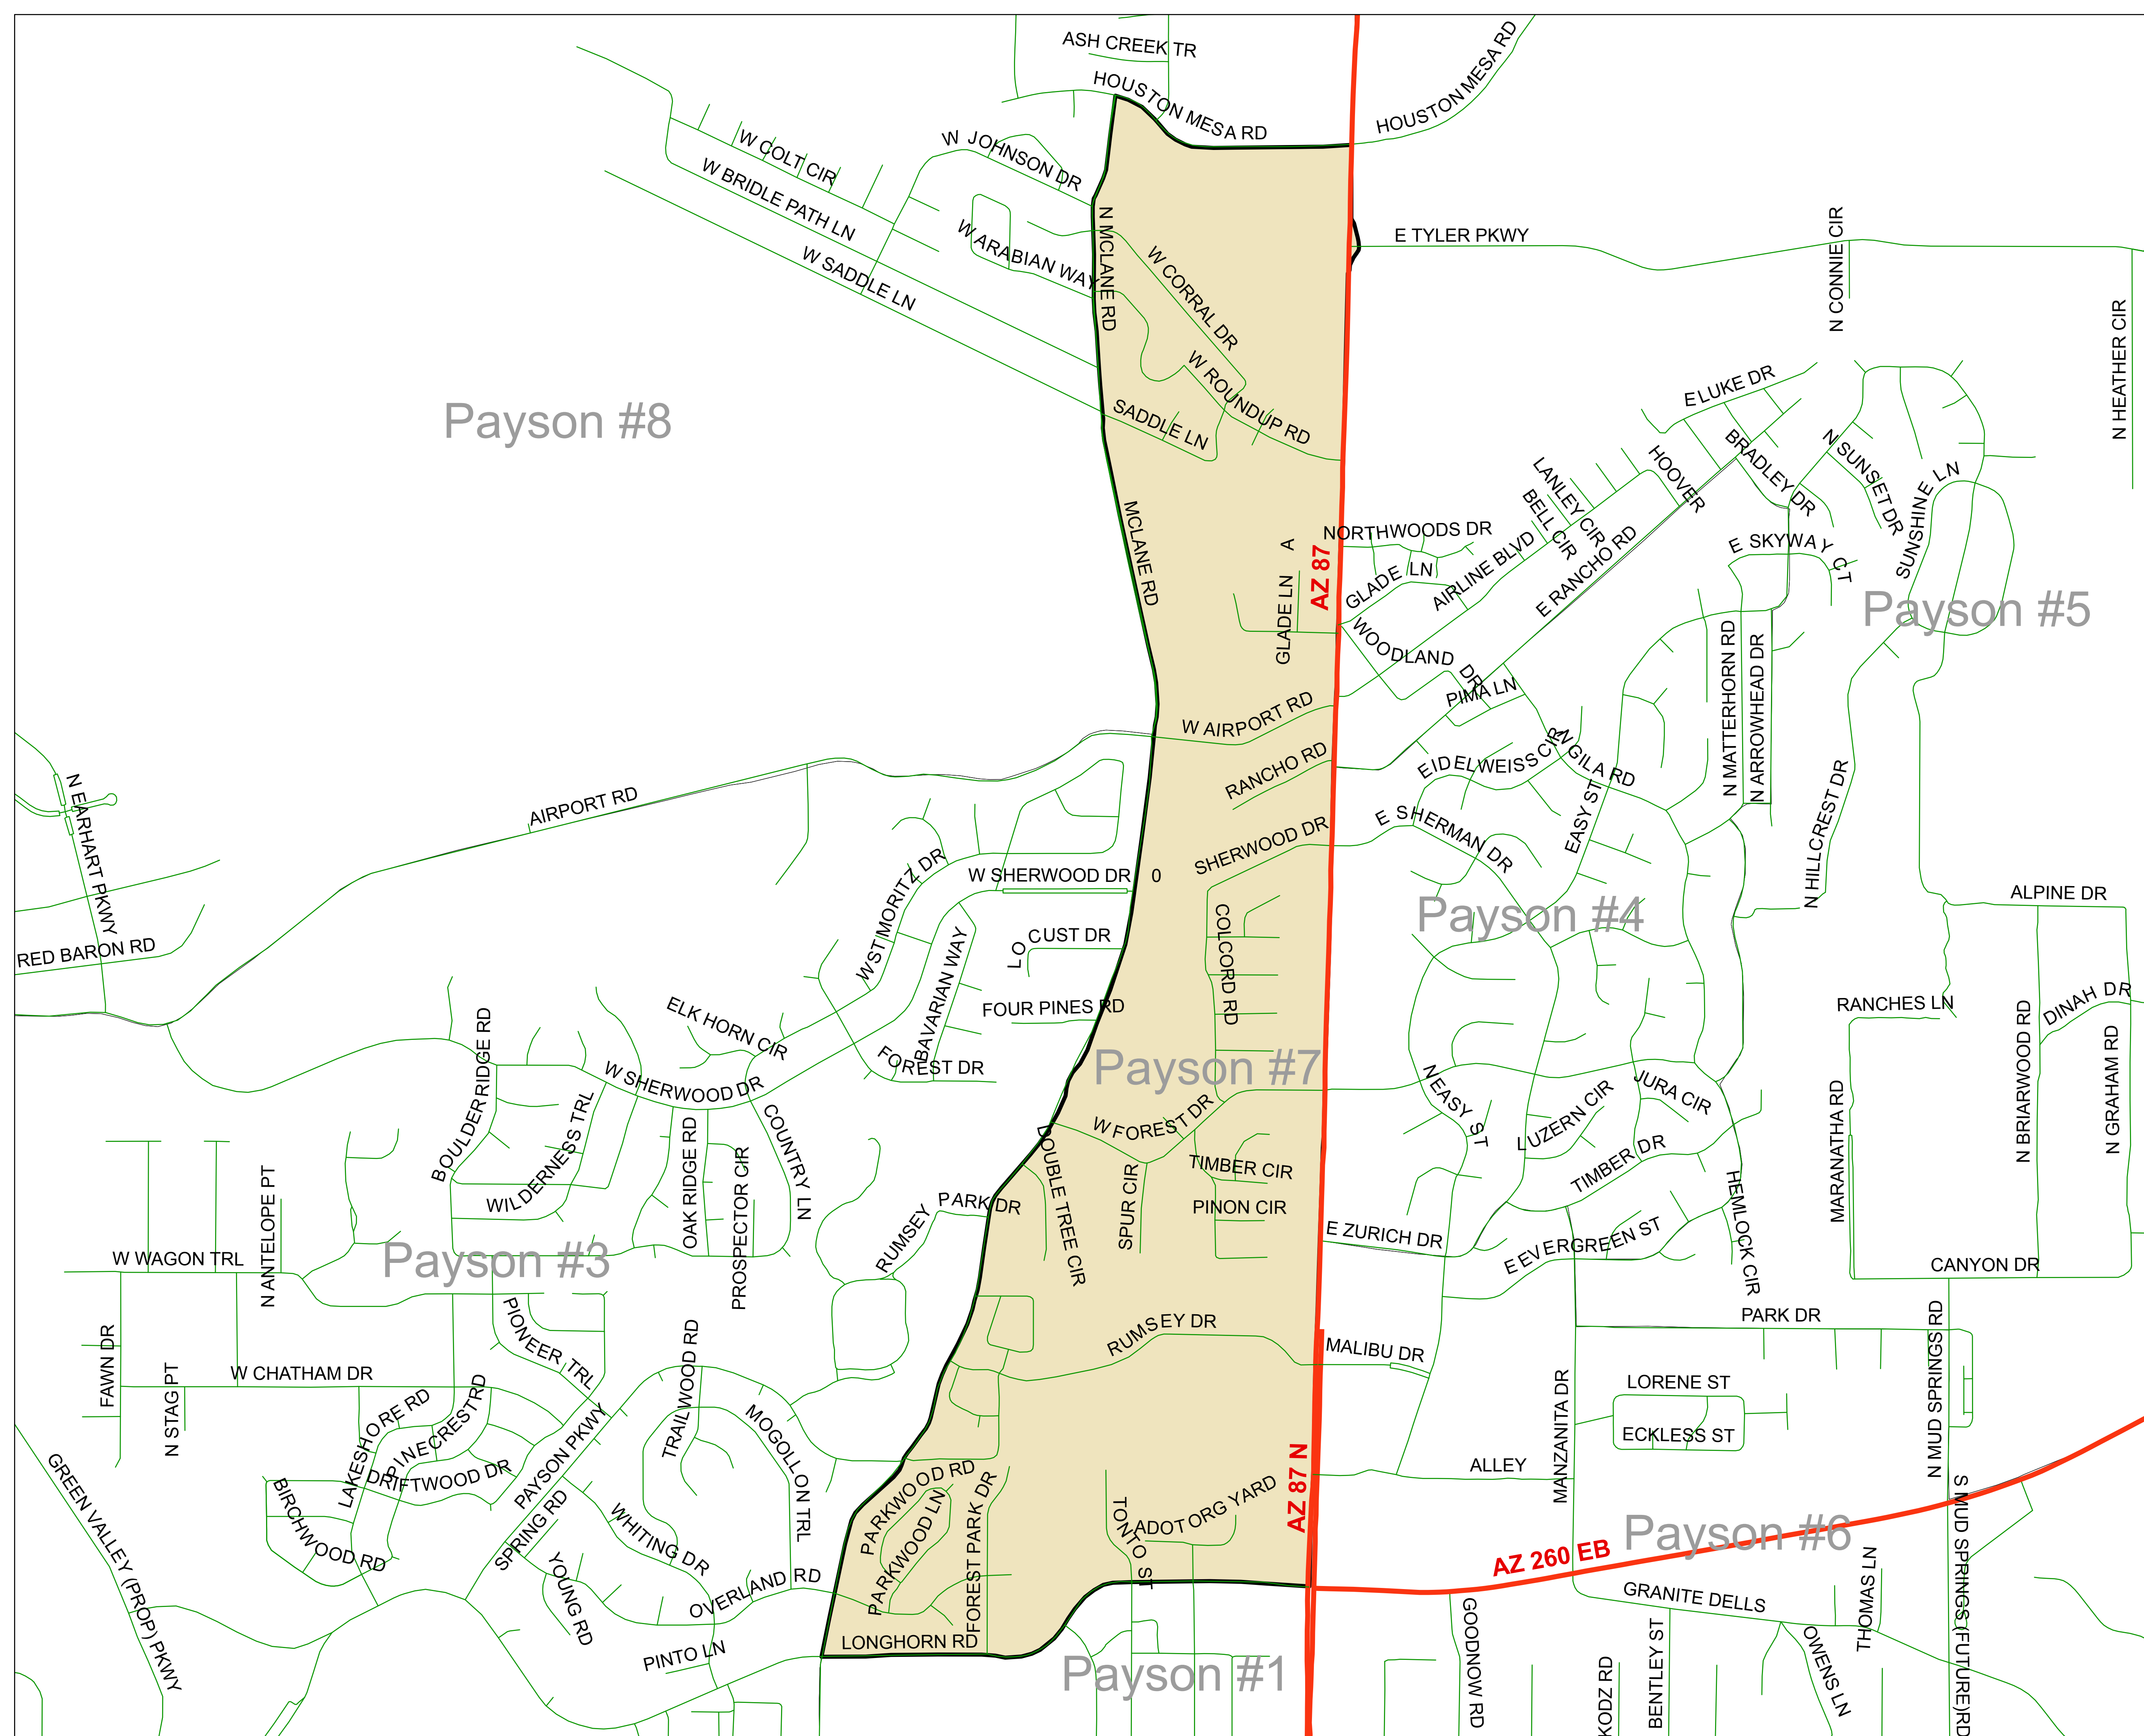 ASH CREEK TR
HOUSTON MESA RD
HOUSTON MESA RD
W COLT CIR
W JOHNSON DR
W BRIDLE PATH LN
N MCLANE RD
W ARABIAN WAY
W SADDLE LN
W CORRAL DR
E TYLER PKWY
N CONNIE CIR
N HEATHER CIR
W ROUNDUP RD
SADDLE LN
Payson #8
E LUKE DR
BRADLEY DR
N SUNSET DR
SUNSHINE LN
HOOVER
LANLEY CIR
BELL CIR
MCLANE RD
NORTHWOODS DR
GLADE LN A
AZ 87
GLADE LN
AIRLINE BLVD
E RANCHO RD
E SKYWAY CT
Payson #5
WOODLAND DR
PIMA LN
N MATTERHORN RD
N ARROWHEAD DR
W AIRPORT RD
RANCHO RD
EIDELWEISS CIR
N GILA RD
N EARHART PKWY
AIRPORT RD
EASY ST
N HILLCREST DR
SHERWOOD DR
E SHERMAN DR
W ST MORITZ DR
W SHERWOOD DR
0
ALPINE DR
Payson #4
RED BARON RD
LOCUST DR
COLCORD RD
BAVARIAN WAY
FOUR PINES RD
RANCHES LN
DINAH DR
N BRIARWOOD RD
N GRAHAM RD
ELK HORN CIR
BOULDER RIDGE RD
FOREST DR
Payson #7
W SHERWOOD DR
N EASY ST
LUZERN CIR
JURA CIR
MARANATHA RD
WILDERNESS TRL
OAK RIDGE RD
PROSPECTOR CIR
COUNTRY LN
W FOREST DR
DOUBLE TREE CIR
SPUR CIR
TIMBER CIR
TIMBER DR
PINON CIR
HEMLOCK CIR
RUMSEY
PARK DR
E ZURICH DR
E EVERGREEN ST
W WAGON TRL
N ANTELOPE PT
Payson #3
CANYON DR
PIONEER TRL
PARK DR
FAWN DR
N STAG PT
W CHATHAM DR
RUMSEY DR
MALIBU DR
N MUD SPRINGS RD
TRAILWOOD RD
MANZANITA DR
LORENE ST
ECKLESS ST
LAKESHORE RD
PINECREST RD
DRIFTWOOD DR
PAYSON PKWY
MOGOLLON TRL
AZ 87 N
ALLEY
GREEN VALLEY (PROP) PKWY
BIRCHWOOD RD
SPRING RD
WHITING DR
PARKWOOD RD
PARKWOOD LN
FOREST PARK DR
TONTO ST
ADOT ORG YARD
S MUD SPRINGS (FUTURE)RD
Payson #6
AZ 260 EB
YOUNG RD
OVERLAND RD
GRANITE DELLS
THOMAS LN
PINTO LN
LONGHORN RD
Payson #1
GOODNOW RD
KODZ RD
BENTLEY ST
OWENS LN